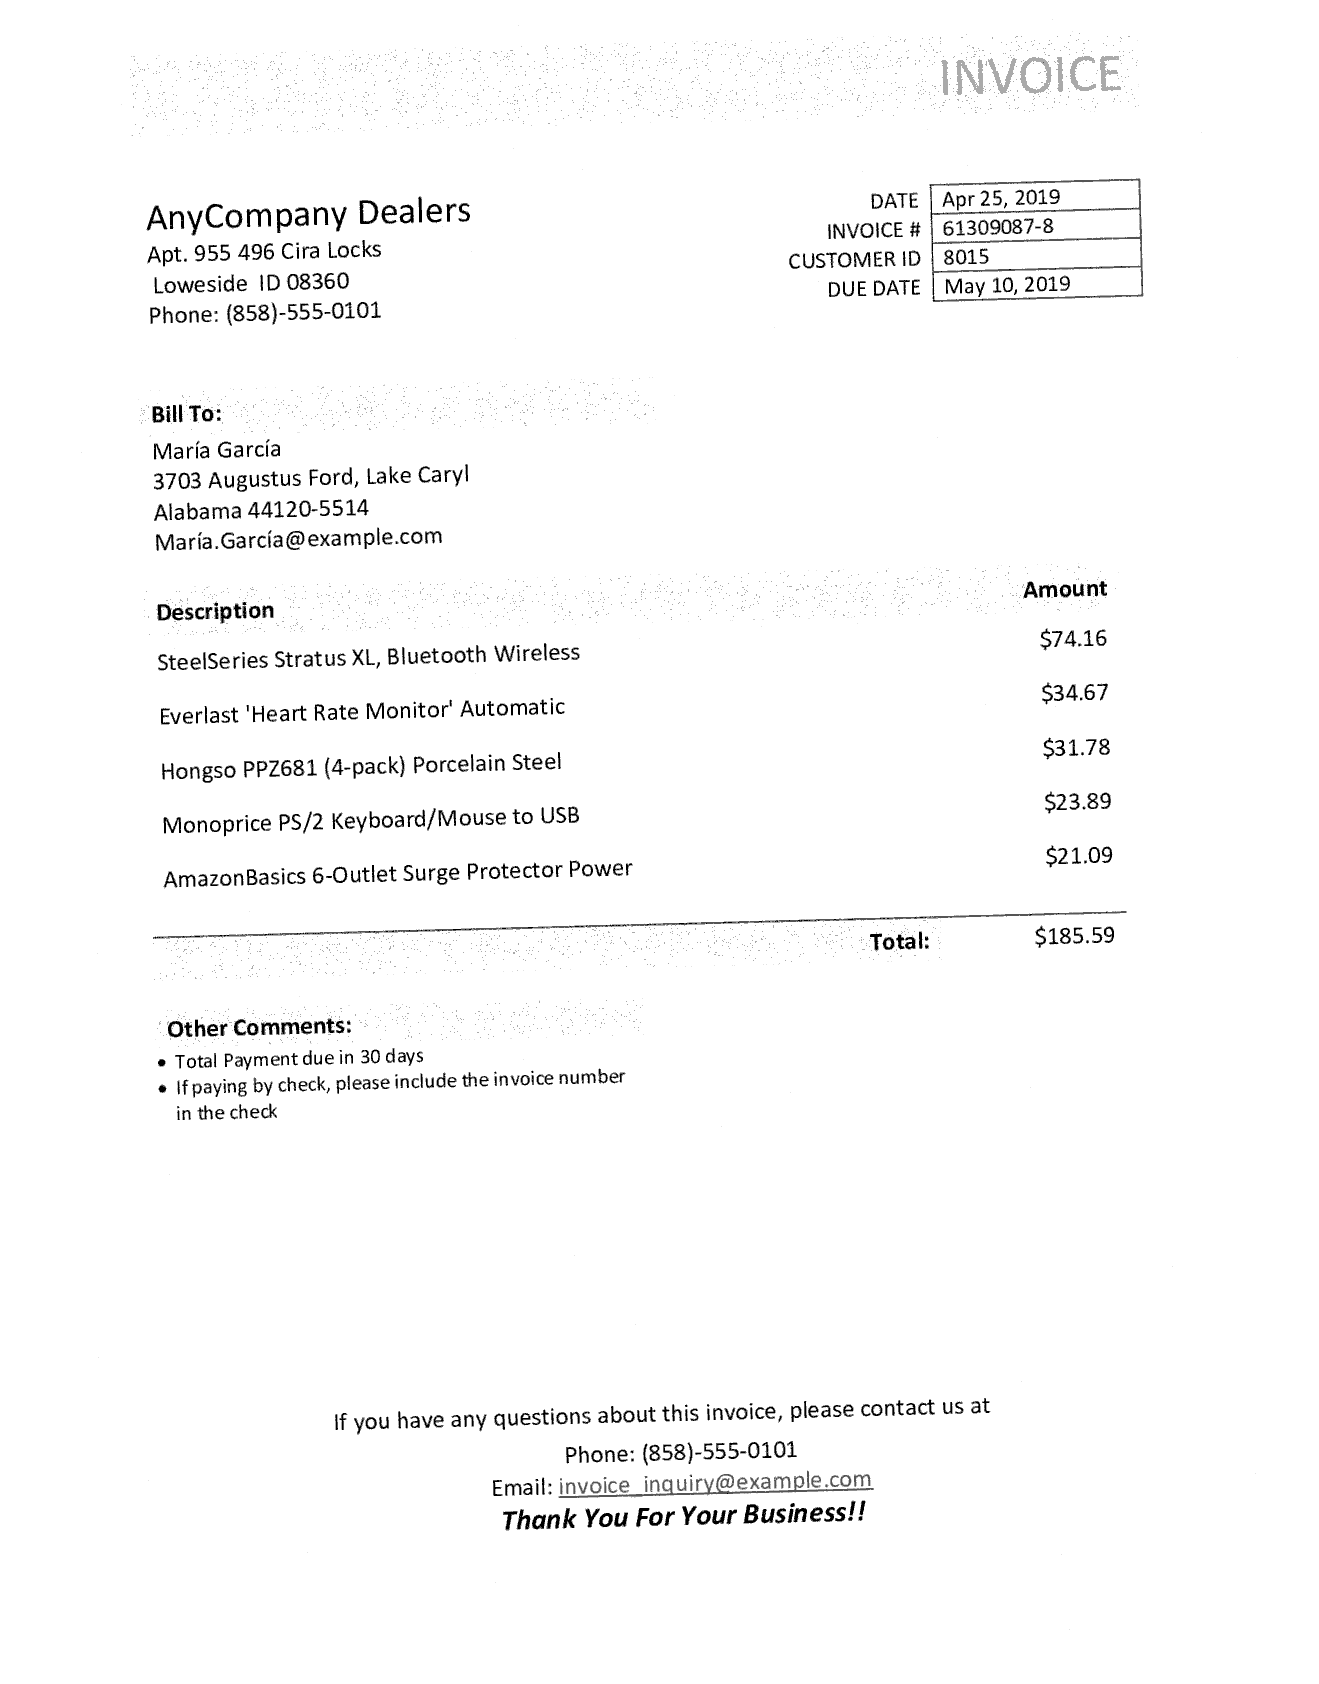 INVOICE
AnyCompany Dealers
Apt. 955 496 Cira Locks
Loweside ID 08360
Phone: (858)-555-0101
DATE Apr 25, 2019
INVOICE # 61309087-8
CUSTOMER ID 8015
DUE DATE May 10, 2019
Bill To:
María García
3703 Augustus Ford, Lake Caryl
Alabama 44120-5514
María.García@example.com
Description Amount
SteelSeries Stratus XL, Bluetooth Wireless $74.16
Everlast 'Heart Rate Monitor' Automatic $34.67
Hongso PPZ681 (4-pack) Porcelain Steel $31.78
Monoprice PS/2 Keyboard/Mouse to USB $23.89
AmazonBasics 6-Outlet Surge Protector Power $21.09
Total: $185.59
Other Comments:
• Total Payment due in 30 days
• If paying by check, please include the invoice number
in the check
If you have any questions about this invoice, please contact us at
Phone: (858)-555-0101
Email: invoice_inquiry@example.com
Thank You For Your Business!!